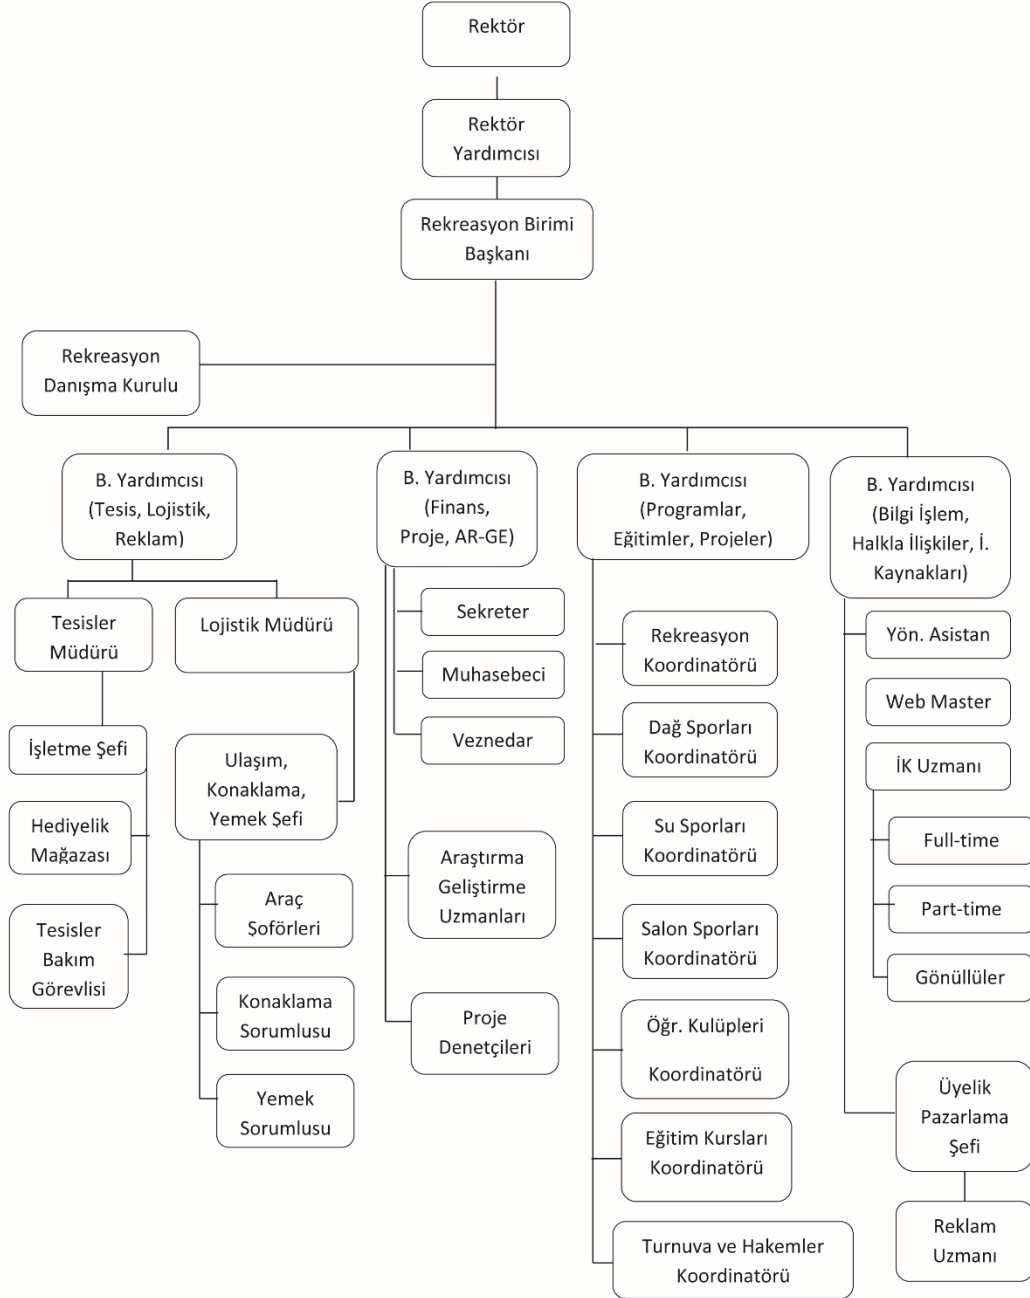 Rektör
Rektör
Yardımcısı
Rekreasyon Birimi
Başkanı
Rekreasyon
Danışma Kurulu
B. Yardımcısı
(Tesis, Lojistik,
Reklam)
B. Yardımcısı
(Finans,
Proje, AR-GE)
B. Yardımcısı
(Programlar,
Eğitimler, Projeler)
B. Yardımcısı
(Bilgi İşlem,
Halkla İlişkiler, İ.
Kaynakları)
Tesisler
Müdürü
İşletme Şefi
Hediyelik
Mağazası
Tesisler
Bakım
Görevlisi
Lojistik Müdürü
Ulaşım,
Konaklama,
Yemek Şefi
Araç
Şoförleri
Konaklama
Sorumlusu
Yemek
Sorumlusu
Sekreter
Muhasebeci
Veznedar
Araştırma
Geliştirme
Uzmanları
Proje
Denetçileri
Rekreasyon
Koordinatörü
Dağ Sporları
Koordinatörü
Su Sporları
Koordinatörü
Salon Sporları
Koordinatörü
Öğr. Kulüpleri
Koordinatörü
Eğitim Kursları
Koordinatörü
Turnuva ve Hakemler
Koordinatörü
Yön. Asistan
Web Master
İK Uzmanı
Full-time
Part-time
Gönüllüler
Üyelik
Pazarlama
Şefi
Reklam
Uzmanı